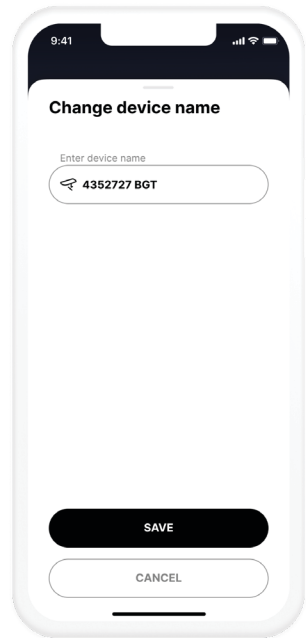 9:41
Change device name
Enter device name
4352727 BGT
SAVE
CANCEL